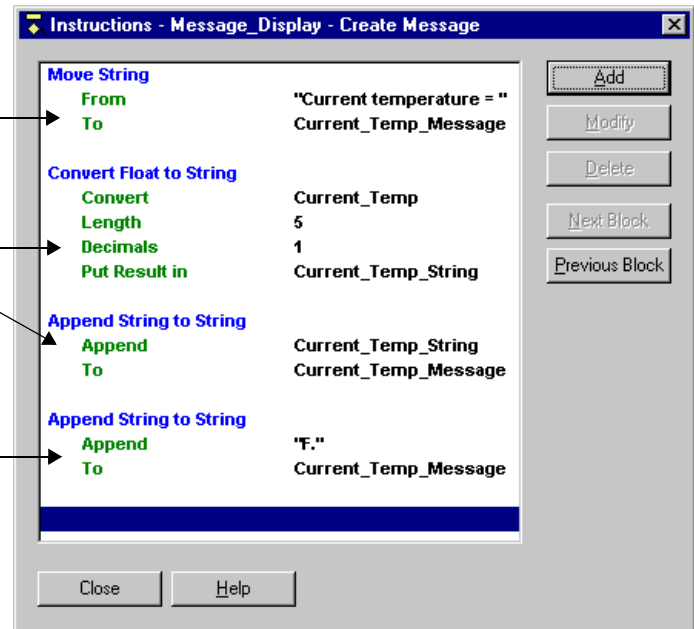 Instructions - Message_Display - Create Message
Move String
From "Current temperature = "
To Current_Temp_Message
Convert Float to String
Convert Current_Temp
Length 5
Decimals 1
Put Result in Current_Temp_String
Append String to String
Append Current_Temp_String
To Current_Temp_Message
Append String to String
Append "F."
To Current_Temp_Message
Add
Modify
Delete
Next Block
Previous Block
Close
Help